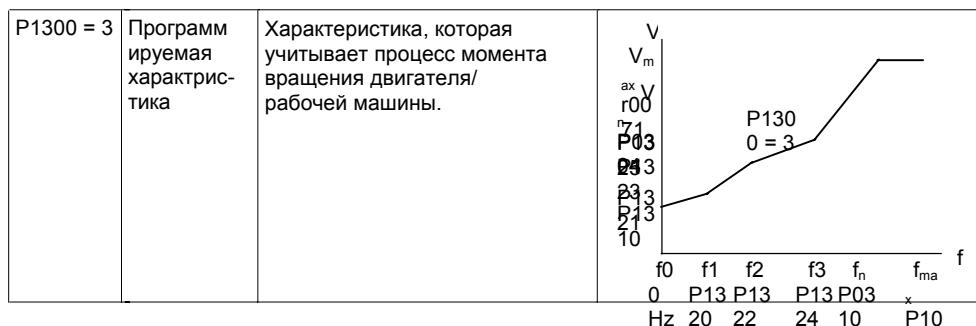 P1300 = 3
Программ
ируемая
характрис-
тика
Характеристика, которая
учитывает процесс момента
вращения двигателя/
рабочей машины.
V
Vm
ax V
r00
n
71
P13
23
P13
21
P13
10
P130
0 = 3
f
f0 f1 f2 f3 fn fma
x
0 P13 P13 P13 P03
Hz 20 22 24 10 P10